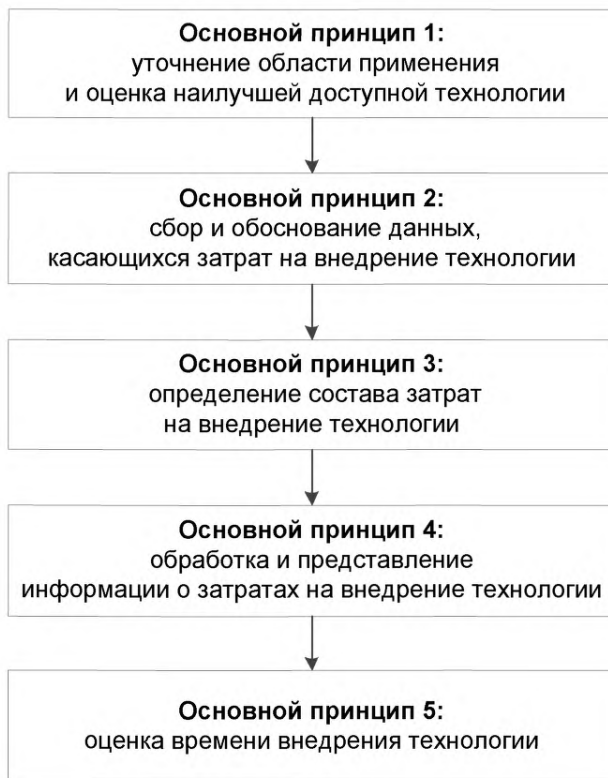 Основной принцип 1:
уточнение области применения
и оценка наилучшей доступной технологии
Основной принцип 2:
сбор и обоснование данных,
касающихся затрат на внедрение технологии
Основной принцип 3:
определение состава затрат
на внедрение технологии
Основной принцип 4:
обработка и представление
информации о затратах на внедрение технологии
Основной принцип 5:
оценка времени внедрения технологии